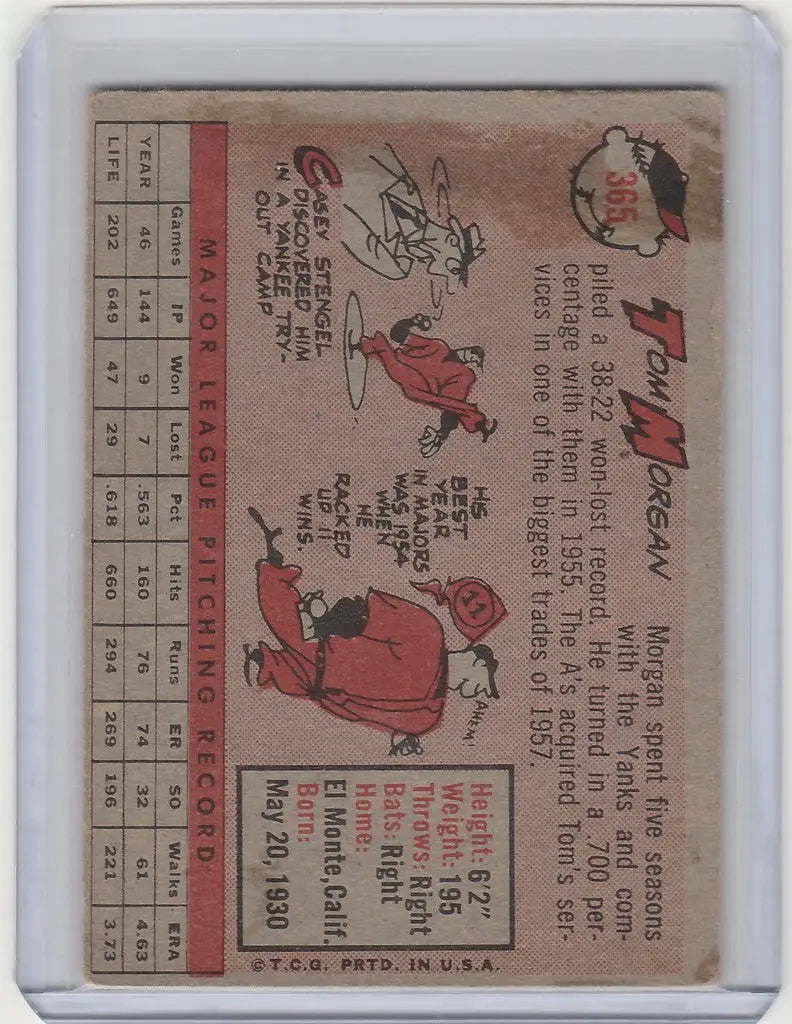 365
TOM MORGAN
Morgan spent five seasons
with the Yanks and com-
piled a 38-22 won-lost record. He turned in a .700 per-
centage with them in 1955. The A's acquired Tom's ser-
vices in one of the biggest trades of 1957.
CASEY STENGEL
DISCOVERED HIM
IN A YANKEE TRY-
OUT CAMP
HIS
BEST
YEAR
IN MAJORS
WAS 1954
WHEN
HE
RACKED
UP 11
WINS.
11
AHEM!
Height: 6'2"
Weight: 195
Throws: Right
Bats: Right
Home:
El Monte, Calif.
Born:
May 20, 1930
MAJOR LEAGUE PITCHING RECORD
Games IP Won Lost Pct Hits Runs ER SO Walks ERA
YEAR 46 144 9 7 .563 160 76 74 32 61 4.63
LIFE 202 649 47 29 .618 660 294 269 196 221 3.73
© T.C.G. PRTD. IN U.S.A.